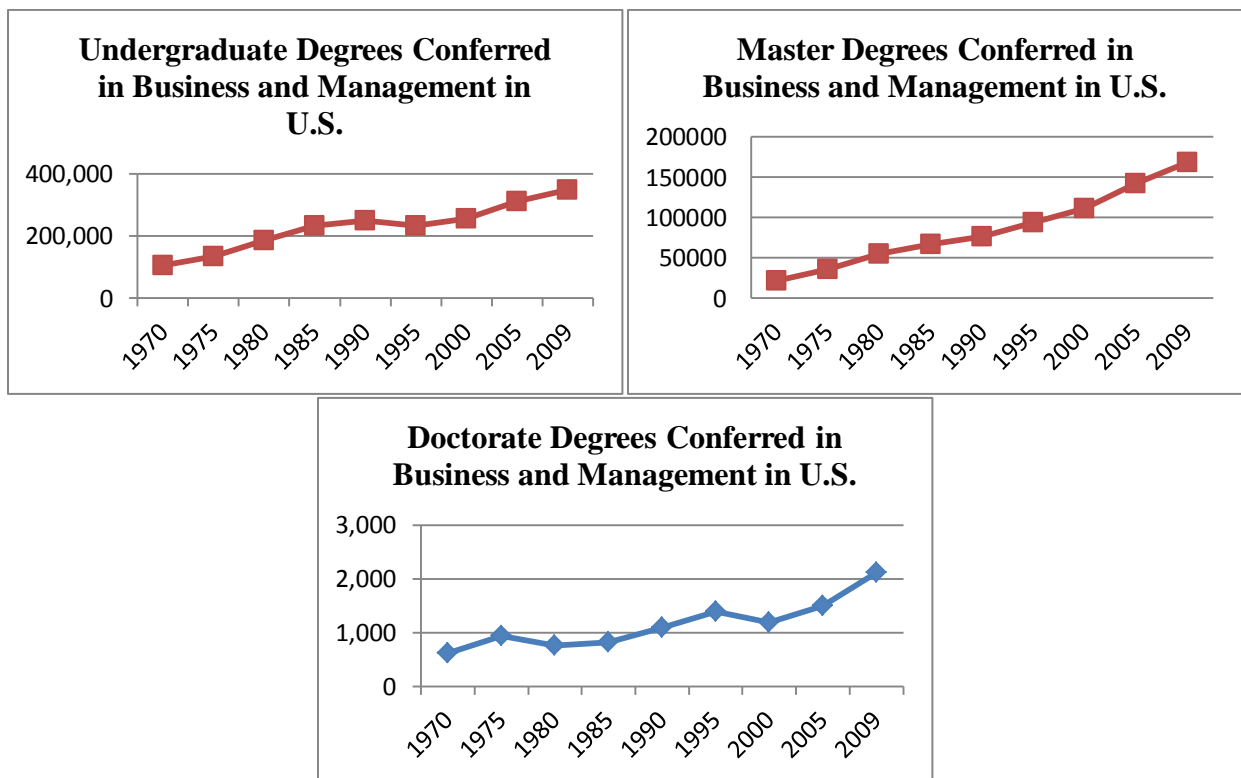 Undergraduate Degrees Conferred
in Business and Management in
U.S.
400,000
200,000
0
1970 1975 1980 1985 1990 1995 2000 2005 2009
Master Degrees Conferred in
Business and Management in U.S.
200000
150000
100000
50000
0
1970 1975 1980 1985 1990 1995 2000 2005 2009
Doctorate Degrees Conferred in
Business and Management in U.S.
3,000
2,000
1,000
0
1970 1975 1980 1985 1990 1995 2000 2005 2009